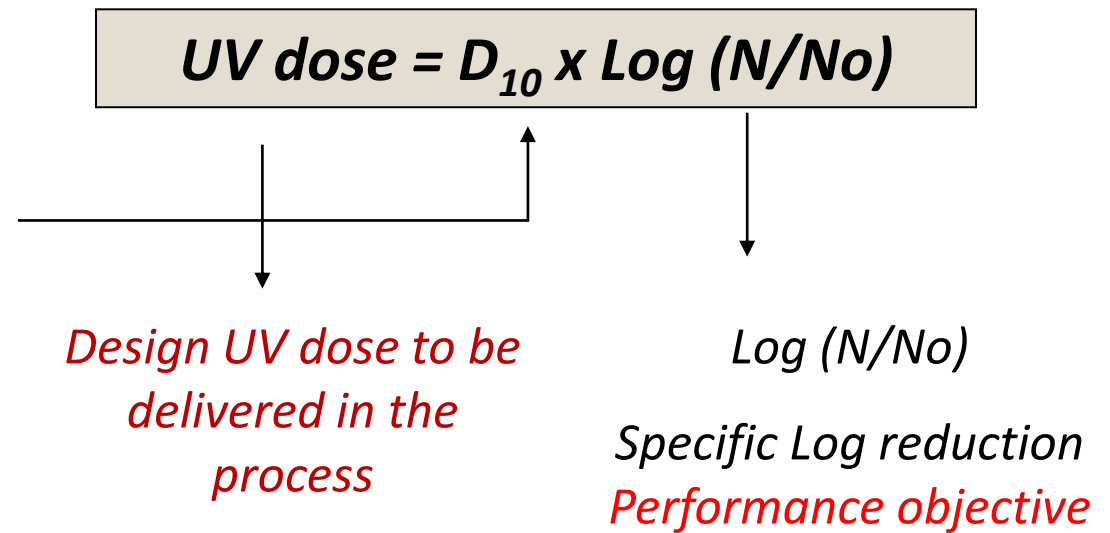 UV dose = D₁₀ x Log (N/No)
Design UV dose to be
delivered in the
process
Log (N/No)
Specific Log reduction
Performance objective